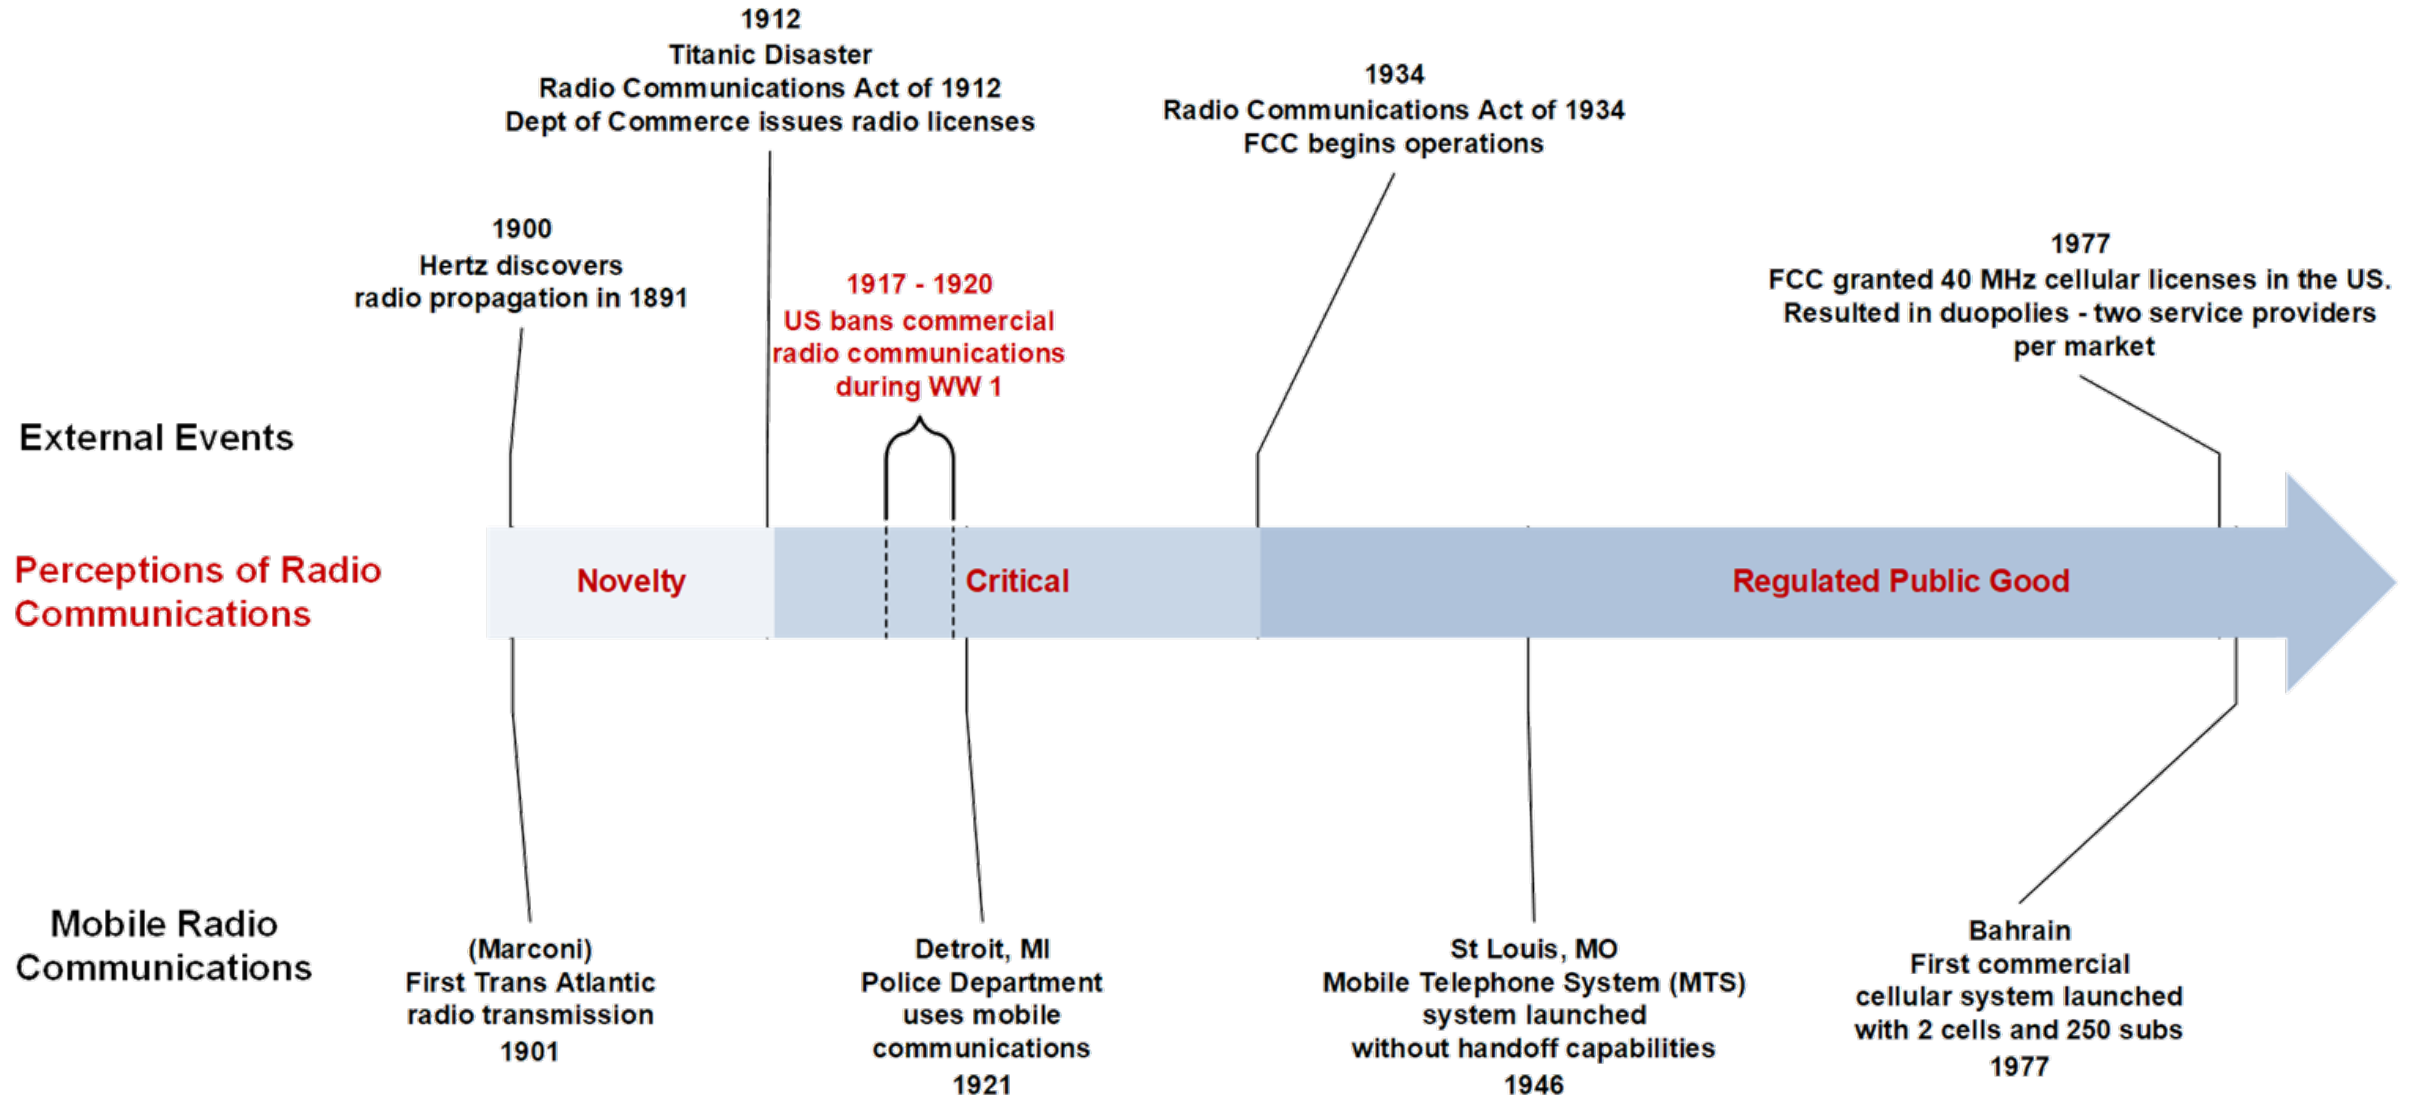 1912
Titanic Disaster
Radio Communications Act of 1912
Dept of Commerce issues radio licenses
1934
Radio Communications Act of 1934
FCC begins operations
1900
Hertz discovers
radio propagation in 1891
1917 - 1920
US bans commercial
radio communications
during WW 1
1977
FCC granted 40 MHz cellular licenses in the US.
Resulted in duopolies - two service providers
per market
External Events
Perceptions of Radio
Communications
Novelty
Critical
Regulated Public Good
Mobile Radio
Communications
(Marconi)
First Trans Atlantic
radio transmission
1901
Detroit, MI
Police Department
uses mobile
communications
1921
St Louis, MO
Mobile Telephone System (MTS)
system launched
without handoff capabilities
1946
Bahrain
First commercial
cellular system launched
with 2 cells and 250 subs
1977